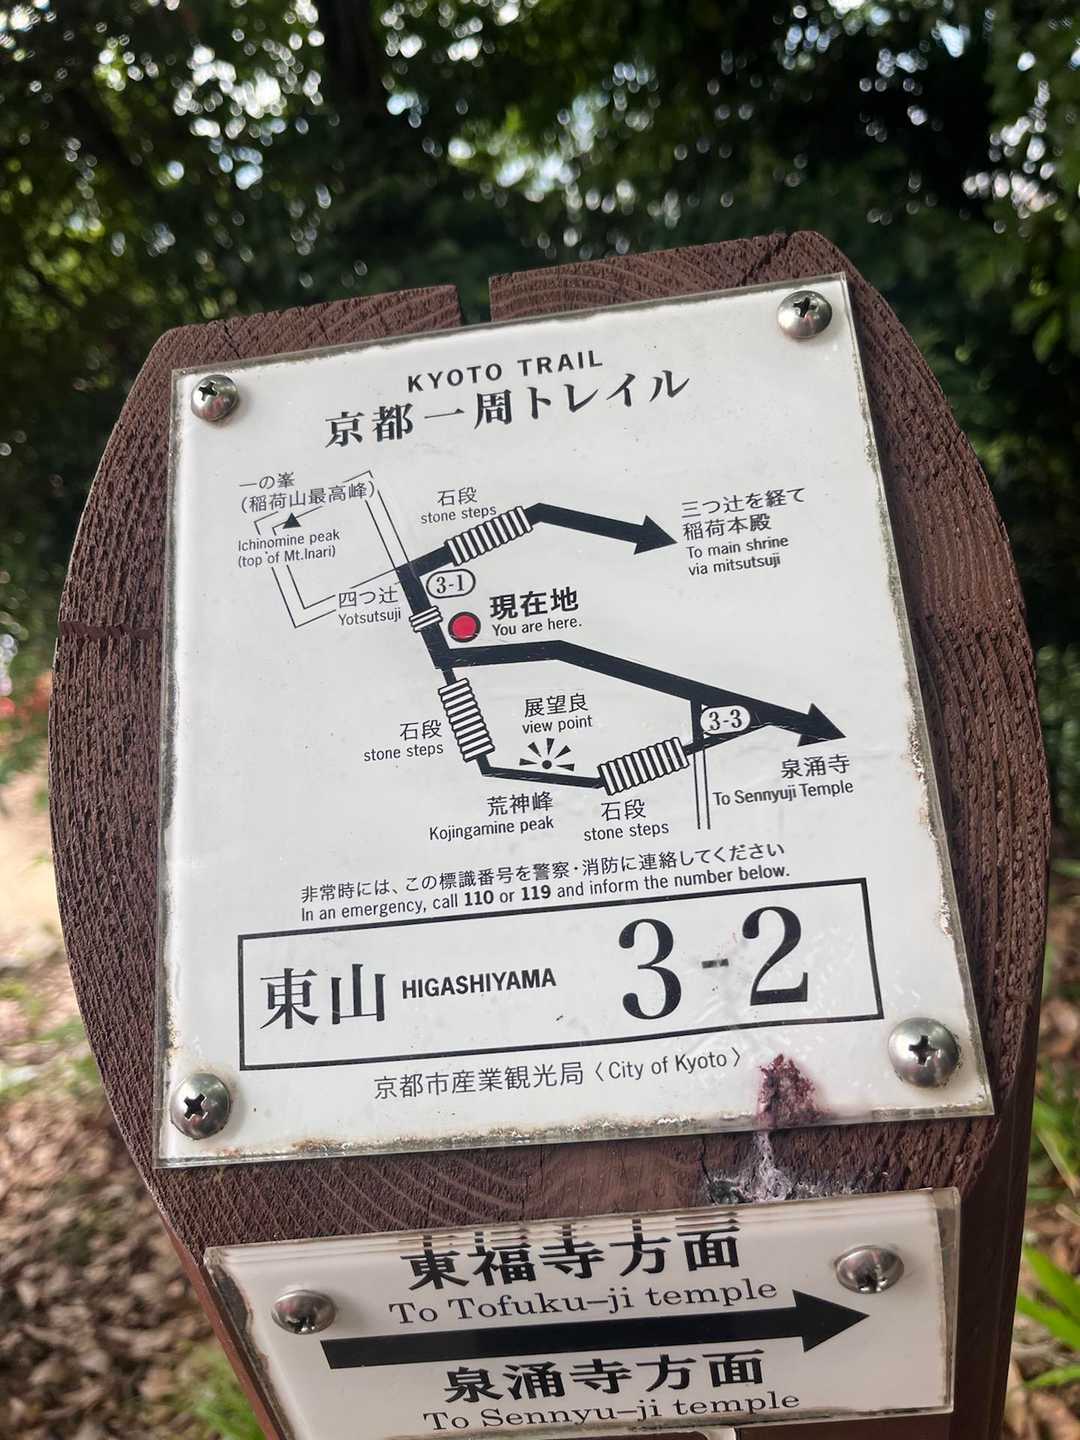 KYOTO TRAIL
京都一周トレイル
一の峯
(稲荷山最高峰)
Ichinomine peak
(top of Mt.Inari)
石段
stone steps
三つ辻を経て
稲荷本殿
To main shrine
via mitsutsuji
3-1
四つ辻
Yotsutsuji
現在地
You are here.
石段
stone steps
展望良
view point
3-3
泉涌寺
To Sennyuji Temple
荒神峰
Kojingamine peak
石段
stone steps
非常時には、この標識番号を警察・消防に連絡してください
In an emergency, call 110 or 119 and inform the number below.
東山 HIGASHIYAMA 3-2
京都市産業観光局〈City of Kyoto〉
東福寺方面
To Tofuku-ji temple
泉涌寺方面
To Sennyu-ji temple